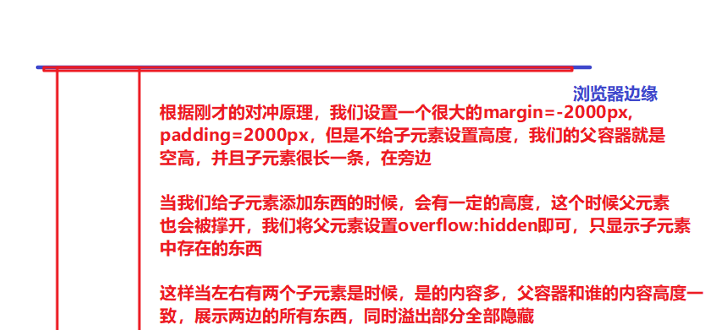 浏览器边缘
根据刚才的对冲原理，我们设置一个很大的margin=-2000px,
padding=2000px，但是不给子元素设置高度，我们的父容器就是
空高，并且子元素很长一条，在旁边
当我们给子元素添加东西的时候，会有一定的高度，这个时候父元素
也会被撑开，我们将父元素设置overflow:hidden即可，只显示子元素
中存在的东西
这样当左右有两个子元素是时候，是的内容多，父容器和谁的内容高度一
致，展示两边的所有东西，同时溢出部分全部隐藏